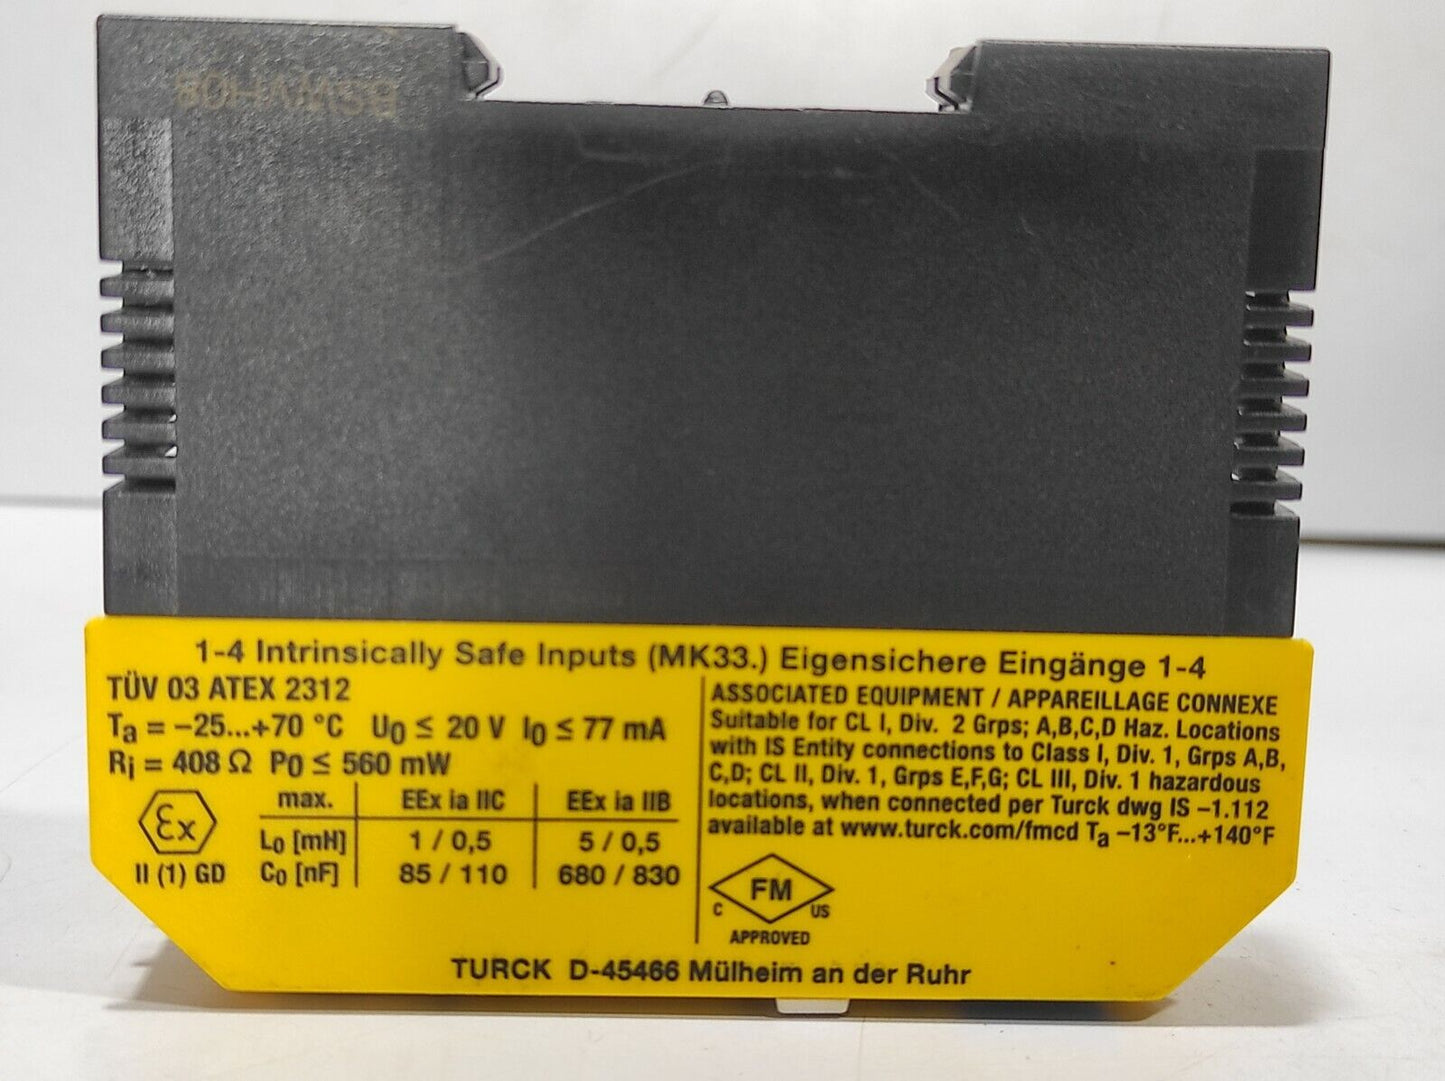 1-4 Intrinsically Safe Inputs (MK33.) Eigensichere Eingänge 1-4
TÜV 03 ATEX 2312
Ta = –25...+70 °C U0 ≤ 20 V I0 ≤ 77 mA
Ri = 408 Ω P0 ≤ 560 mW
max. EEx ia IIC EEx ia IIB
L0 [mH] 1 / 0,5 5 / 0,5
C0 [nF] 85 / 110 680 / 830
Ex
II (1) GD
ASSOCIATED EQUIPMENT / APPAREILLAGE CONNEXE
Suitable for CL I, Div. 2 Grps; A,B,C,D Haz. Locations
with IS Entity connections to Class I, Div. 1, Grps A,B,
C,D; CL II, Div. 1, Grps E,F,G; CL III, Div. 1 hazardous
locations, when connected per Turck dwg IS –1.112
available at www.turck.com/fmcd Ta –13°F...+140°F
FM
C US
APPROVED
TURCK D-45466 Mülheim an der Ruhr